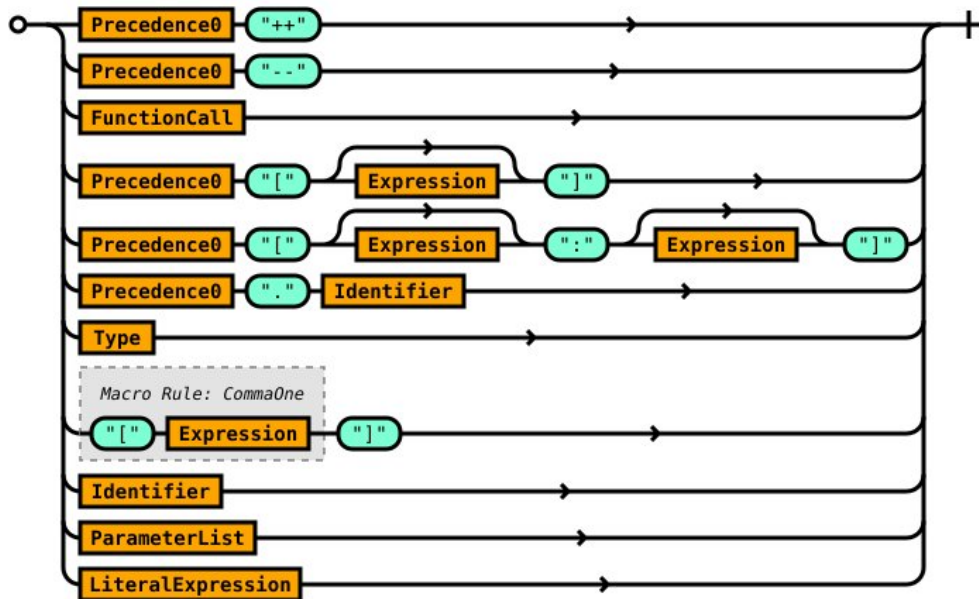 Precedence0 "++"
Precedence0 "--"
FunctionCall
Precedence0 "[" Expression "]"
Precedence0 "[" Expression ":" Expression "]"
Precedence0 "." Identifier
Type
Macro Rule: CommaOne
"[" Expression "]"
Identifier
ParameterList
LiteralExpression